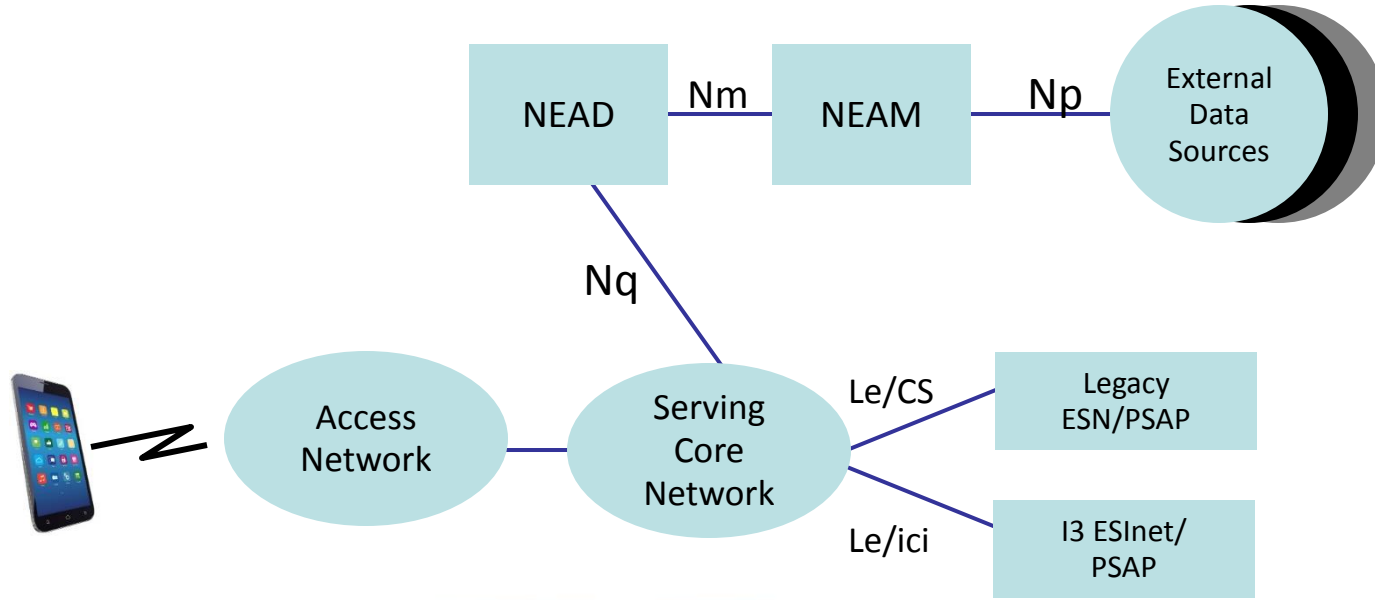 NEAD
Nm
NEAM
Np
External
Data
Sources
Nq
Access
Network
Serving
Core
Network
Le/CS
Legacy
ESN/PSAP
Le/ici
I3 ESInet/
PSAP